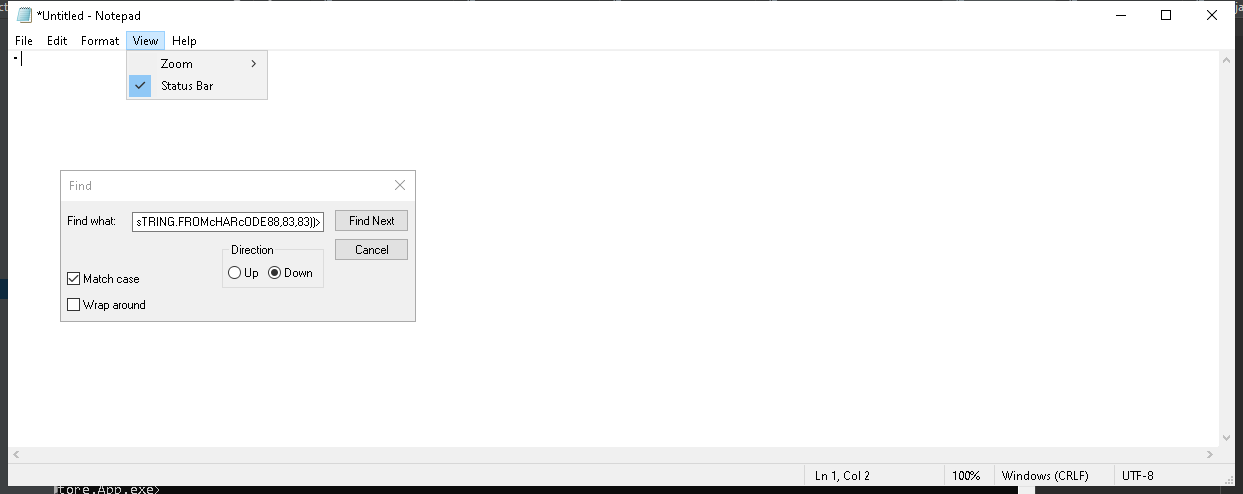 *Untitled - Notepad
File Edit Format View Help
-
Zoom
Status Bar
Find
Find what: sTRING.FROMcHARcODE88,83,83))> Find Next
Direction Cancel
Up Down
Match case
Wrap around
Ln 1, Col 2 100% Windows (CRLF) UTF-8
tore.App.exe>